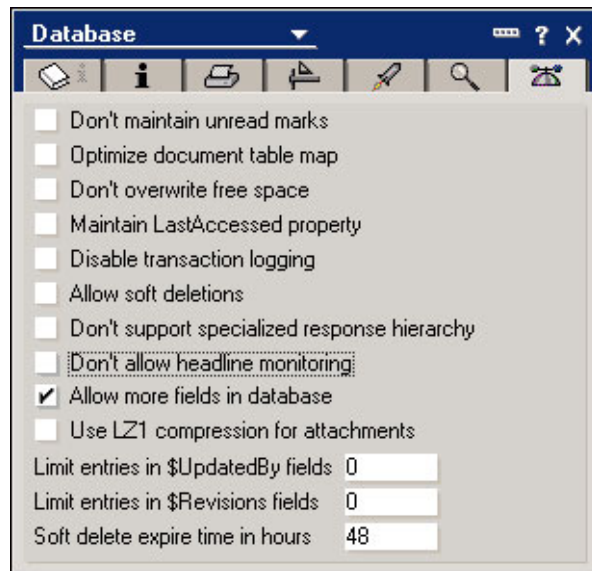 Database
? X
i i
Don't maintain unread marks
Optimize document table map
Don't overwrite free space
Maintain LastAccessed property
Disable transaction logging
Allow soft deletions
Don't support specialized response hierarchy
Don't allow headline monitoring
Allow more fields in database
Use LZ1 compression for attachments
Limit entries in $UpdatedBy fields 0
Limit entries in $Revisions fields 0
Soft delete expire time in hours 48